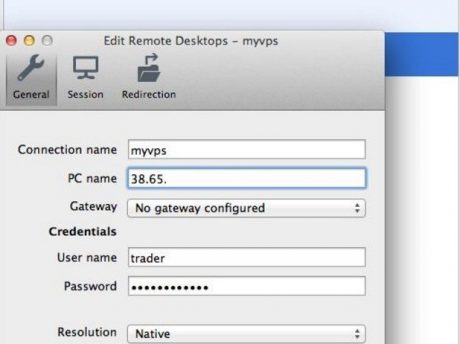 Edit Remote Desktops – myvps
General Session Redirection
Connection name myvps
PC name 38.65.
Gateway No gateway configured
Credentials
User name trader
Password ••••••••••••
Resolution Native